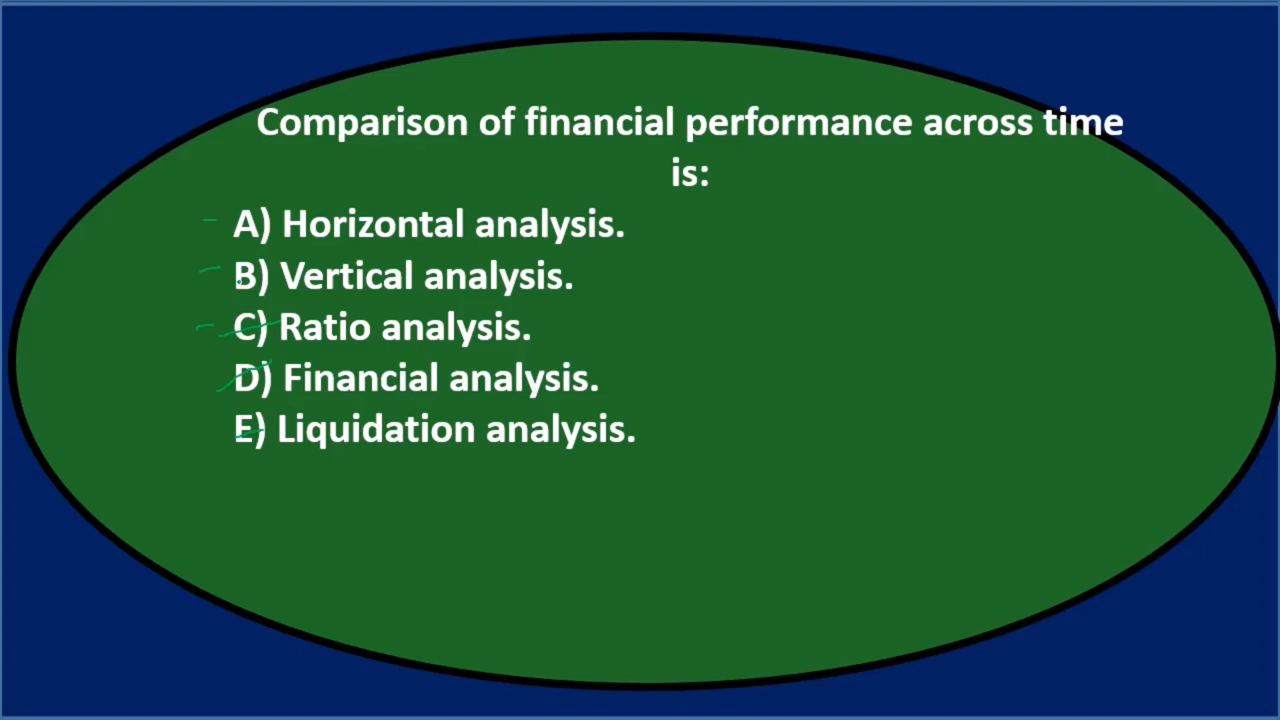 Comparison of financial performance across time
is:
A) Horizontal analysis.
B) Vertical analysis.
C) Ratio analysis.
D) Financial analysis.
E) Liquidation analysis.